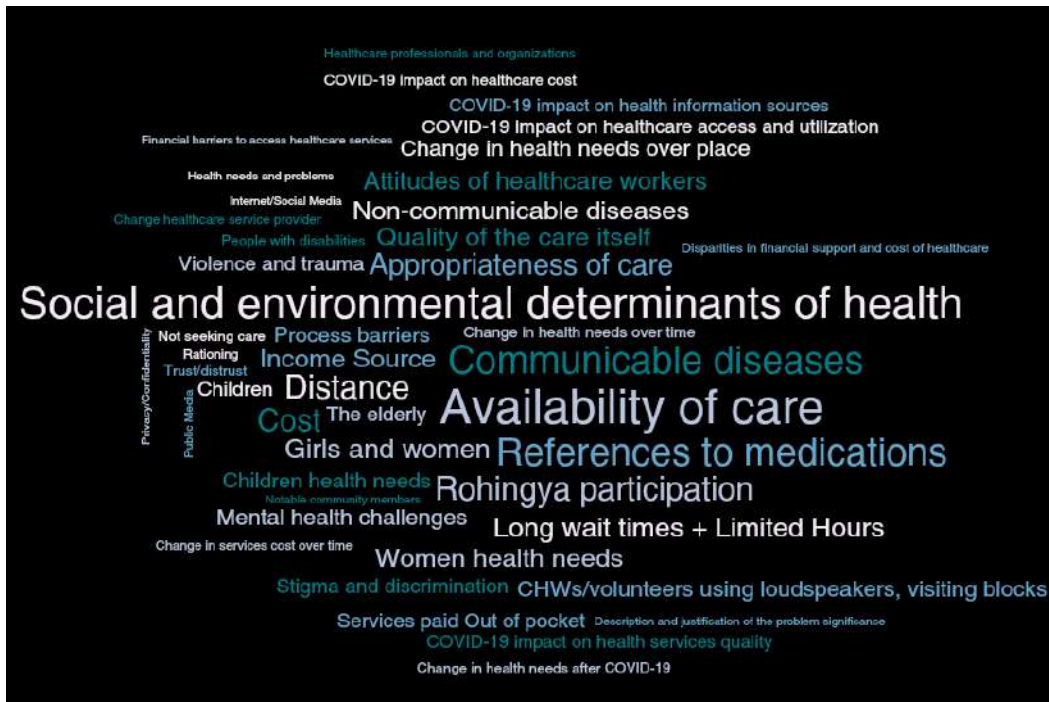 Healthcare professionals and organizations
COVID-19 impact on healthcare cost
COVID-19 impact on health information sources
COVID-19 impact on healthcare access and utilization
Financial barriers to access healthcare services
Change in health needs over place
Health needs and problems
Attitudes of healthcare workers
Internet/Social Media
Non-communicable diseases
Change healthcare service provider
People with disabilities
Quality of the care itself
Disparities in financial support and cost of healthcare
Violence and trauma
Appropriateness of care
Social and environmental determinants of health
Privacy/Confidentiality
Not seeking care
Process barriers
Change in health needs over time
Rationing
Income Source
Communicable diseases
Trust/distrust
Public Media
Children
Distance
Availability of care
Cost
The elderly
Girls and women
References to medications
Children health needs
Rohingya participation
Notable community members
Mental health challenges
Long wait times + Limited Hours
Change in services cost over time
Women health needs
Stigma and discrimination
CHWs/volunteers using loudspeakers, visiting blocks
Services paid Out of pocket
Description and justification of the problem significance
COVID-19 impact on health services quality
Change in health needs after COVID-19